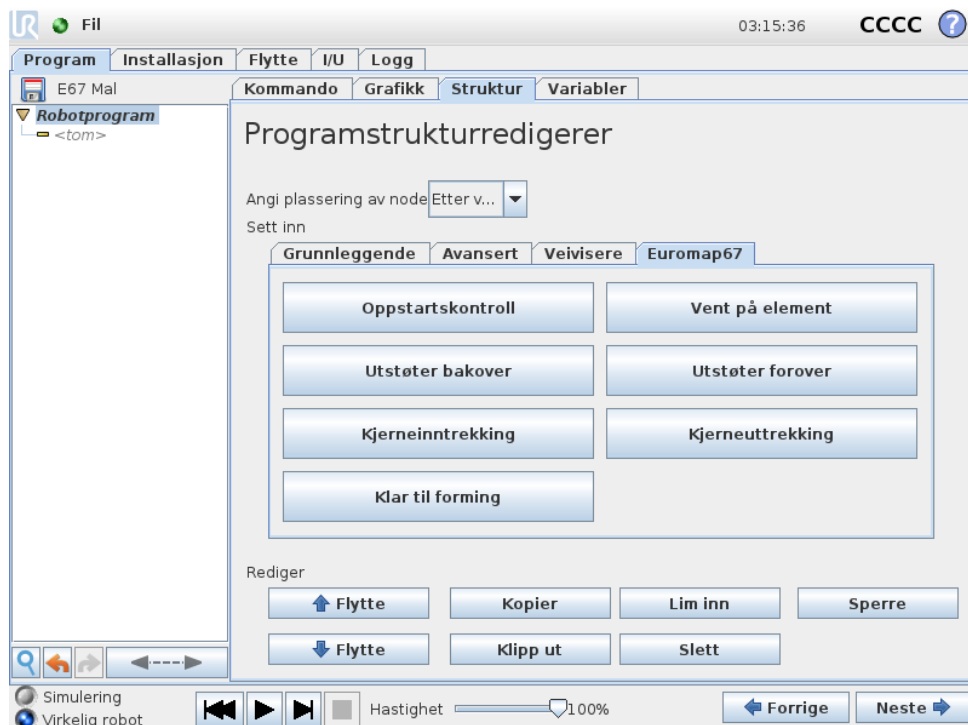 UR Fil 03:15:36 CCCC ?
Program Installasjon Flytte I/U Logg
E67 Mal
Kommando Grafikk Struktur Variabler
Robotprogram
<tom>
Programstrukturredigerer
Angi plassering av node Etter v...
Sett inn
Grunnleggende Avansert Veivisere Euromap67
Oppstartskontroll Vent på element
Utstøter bakover Utstøter forover
Kjerneinntrekking Kjerneuttrekking
Klar til forming
Rediger
Flytte Kopier Lim inn Sperre
Flytte Klipp ut Slett
Simulering
Virkelig robot
Hastighet 100%
Forrige Neste